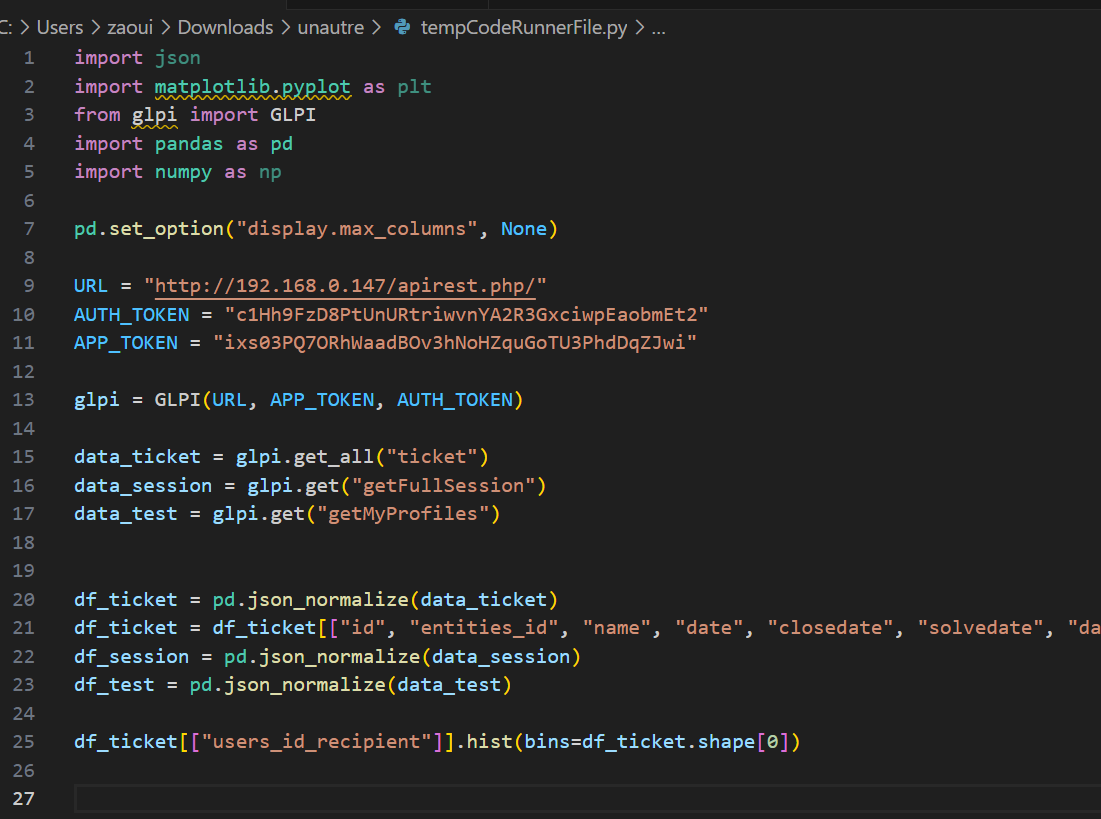 C: > Users > zaoui > Downloads > unautre > tempCodeRunnerFile.py > ...
1 import json
2 import matplotlib.pyplot as plt
3 from glpi import GLPI
4 import pandas as pd
5 import numpy as np
6
7 pd.set_option("display.max_columns", None)
8
9 URL = "http://192.168.0.147/apirest.php/"
10 AUTH_TOKEN = "c1Hh9FzD8PtUnURtriwvnYA2R3GxciwpEaobmEt2"
11 APP_TOKEN = "ixs03PQ7ORhWaadBOv3hNoHZquGoTU3PhdDqZJwi"
12
13 glpi = GLPI(URL, APP_TOKEN, AUTH_TOKEN)
14
15 data_ticket = glpi.get_all("ticket")
16 data_session = glpi.get("getFullSession")
17 data_test = glpi.get("getMyProfiles")
18
19
20 df_ticket = pd.json_normalize(data_ticket)
21 df_ticket = df_ticket[["id", "entities_id", "name", "date", "closedate", "solvedate", "da
22 df_session = pd.json_normalize(data_session)
23 df_test = pd.json_normalize(data_test)
24
25 df_ticket[["users_id_recipient"]].hist(bins=df_ticket.shape[0])
26
27